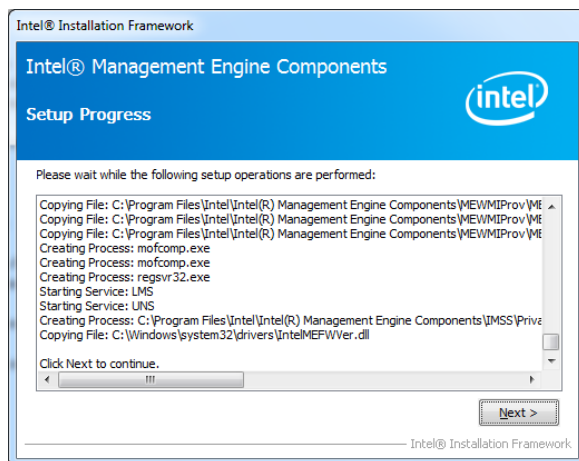 Intel® Installation Framework
Intel® Management Engine Components
intel
Setup Progress
Please wait while the following setup operations are performed:
Copying File: C:\Program Files\Intel\Intel(R) Management Engine Components\MEWMIProv\ME
Copying File: C:\Program Files\Intel\Intel(R) Management Engine Components\MEWMIProv\ME
Copying File: C:\Program Files\Intel\Intel(R) Management Engine Components\MEWMIProv\ME
Creating Process: mofcomp.exe
Creating Process: mofcomp.exe
Creating Process: regsvr32.exe
Starting Service: LMS
Starting Service: UNS
Creating Process: C:\Program Files\Intel\Intel(R) Management Engine Components\IMSS\Priva
Copying File: C:\Windows\system32\drivers\IntelMEFWVer.dll
Click Next to continue.
Next >
Intel® Installation Framework